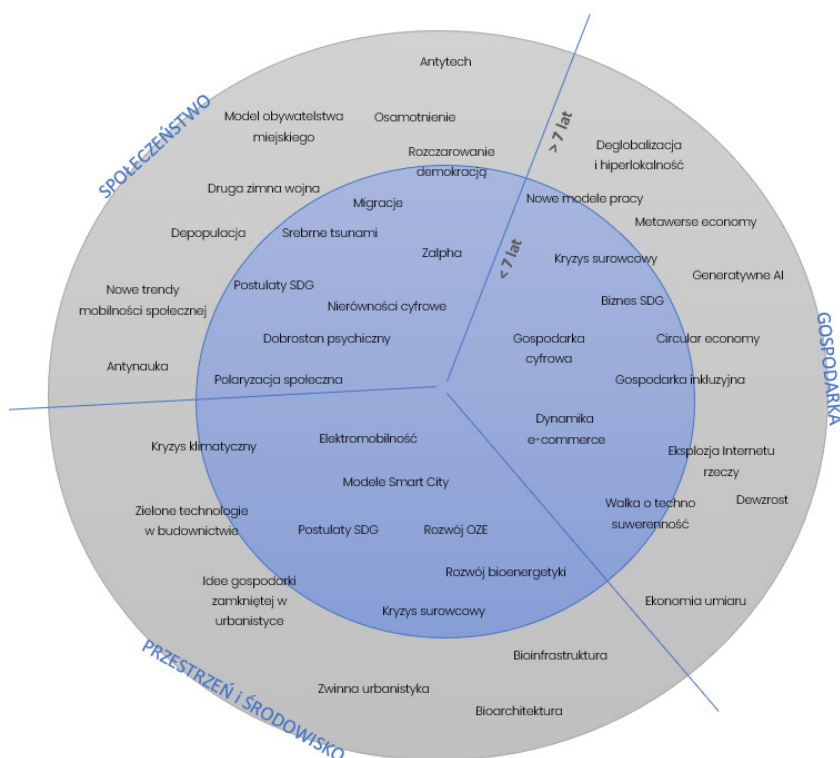 Antytech
Model obywatelstwa
miejskiego
Osamotnienie
Rozczarowanie
demokracją
SPOŁECZEŃSTWO
Druga zimna wojna
Migracje
Depopulacja
Srebrne tsunami
Zalpha
Nowe trendy
mobilności społecznej
Postulaty SDG
Nierówności cyfrowe
Dobrostan psychiczny
Antynauka
Polaryzacja społeczna
> 7 lat
< 7 lat
Deglobalizacja
i hiperlokalność
Nowe modele pracy
Metawerse economy
Kryzys surowcowy
Generatywne AI
Biznes SDG
Gospodarka
cyfrowa
Circular economy
GOSPODARKA
Gospodarka inkluzyjna
Dynamika
e-commerce
Eksplozja Internetu
rzeczy
Dewzrost
Walka o techno
suwerenność
Ekonomia umiaru
Kryzys klimatyczny
Elektromobilność
Modele Smart City
Zielone technologie
w budownictwie
Postulaty SDG
Rozwój OZE
Idee gospodarki
zamkniętej w
urbanistyce
Rozwój bioenergetyki
Kryzys surowcowy
PRZESTRZEŃ i ŚRODOWISKO
Bioinfrastruktura
Zwinna urbanistyka
Bioarchitektura